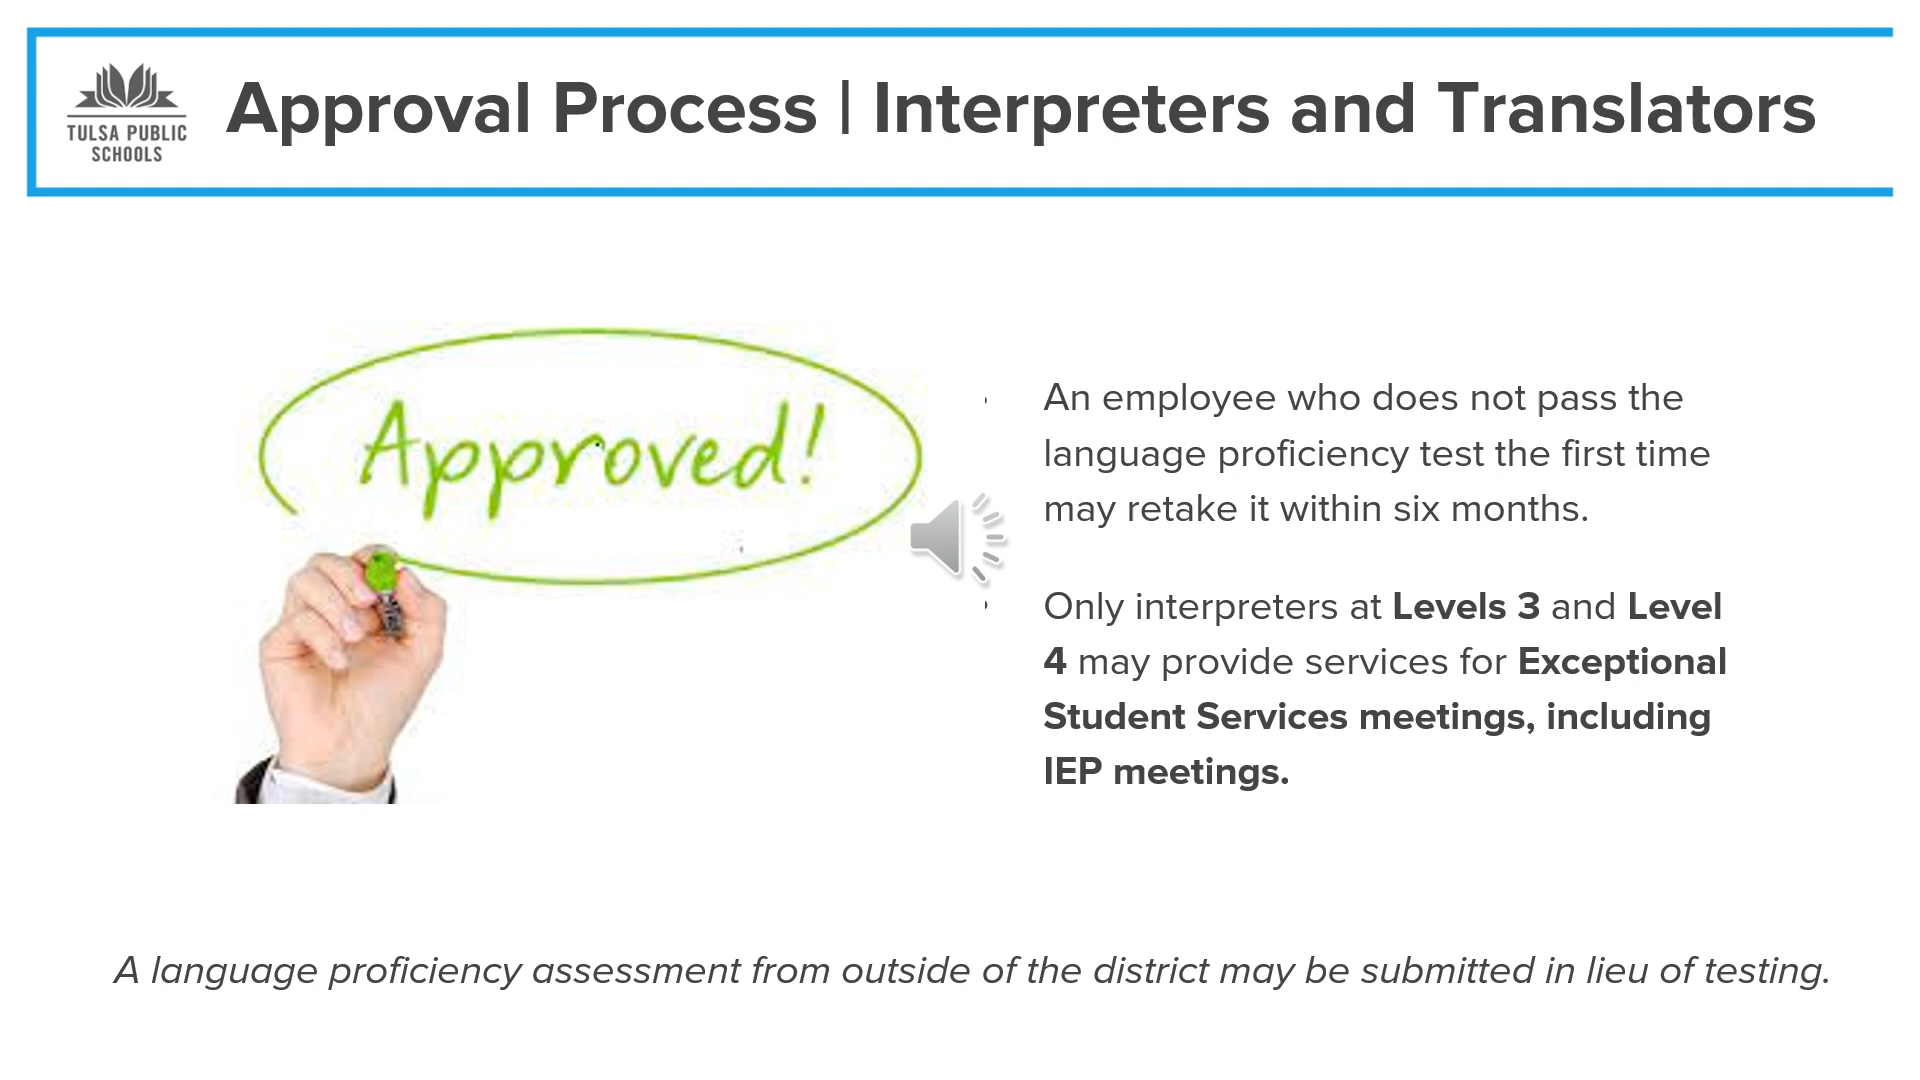 TULSA PUBLIC
SCHOOLS
Approval Process | Interpreters and Translators
Approved!
An employee who does not pass the
language proficiency test the first time
may retake it within six months.
Only interpreters at Levels 3 and Level
4 may provide services for Exceptional
Student Services meetings, including
IEP meetings.
A language proficiency assessment from outside of the district may be submitted in lieu of testing.